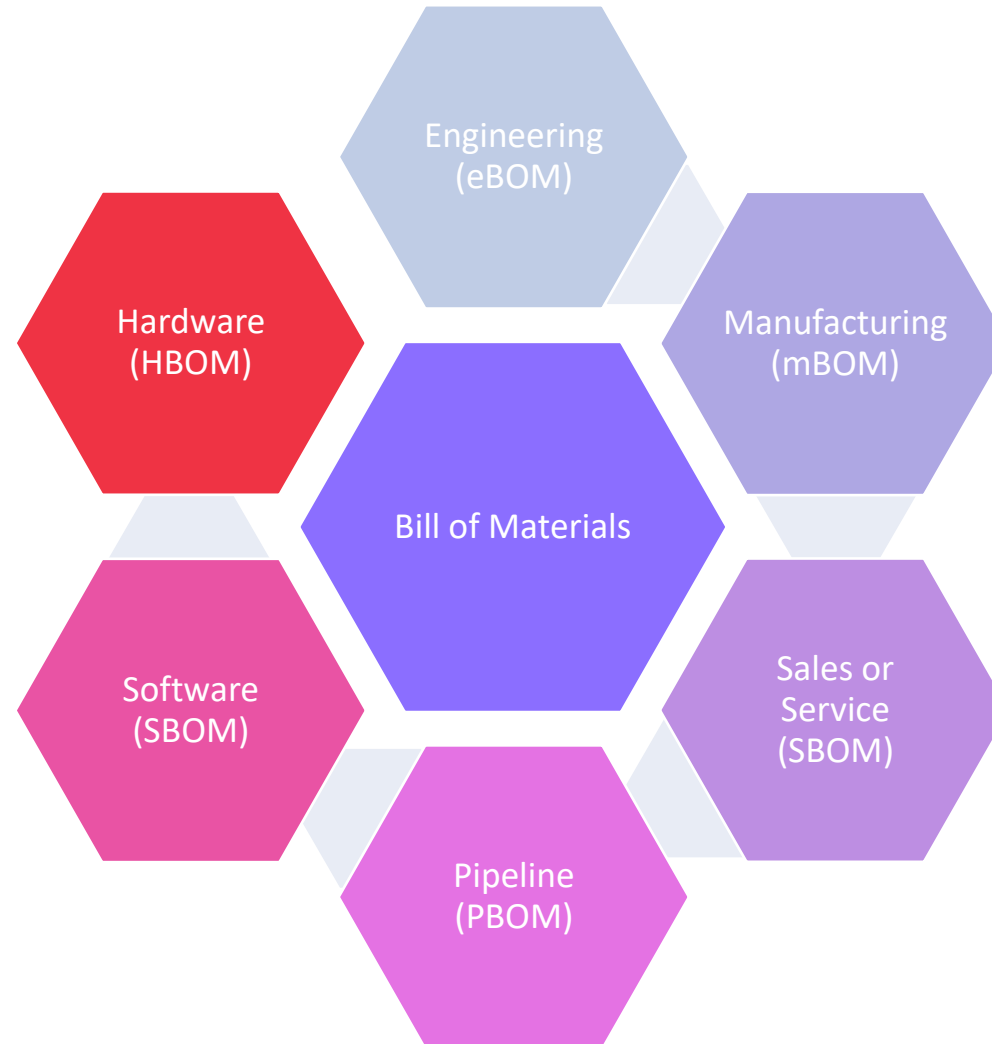 Engineering
(eBOM)
Hardware
(HBOM)
Manufacturing
(mBOM)
Bill of Materials
Software
(SBOM)
Sales or
Service
(SBOM)
Pipeline
(PBOM)